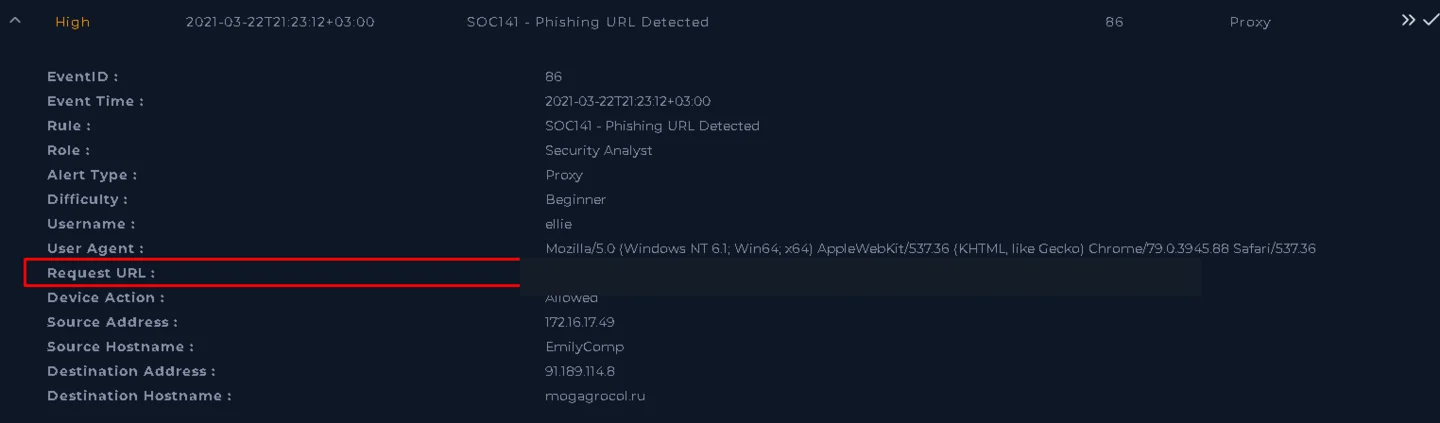 High 2021-03-22T21:23:12+03:00 SOC141 - Phishing URL Detected 86 Proxy
EventID : 86
Event Time : 2021-03-22T21:23:12+03:00
Rule : SOC141 - Phishing URL Detected
Role : Security Analyst
Alert Type : Proxy
Difficulty : Beginner
Username : ellie
User Agent : Mozilla/5.0 (Windows NT 6.1; Win64; x64) AppleWebKit/537.36 (KHTML, like Gecko) Chrome/79.0.3945.88 Safari/537.36
Request URL :
Device Action : Allowed
Source Address : 172.16.17.49
Source Hostname : EmilyComp
Destination Address : 91.189.114.8
Destination Hostname : mogagrocol.ru